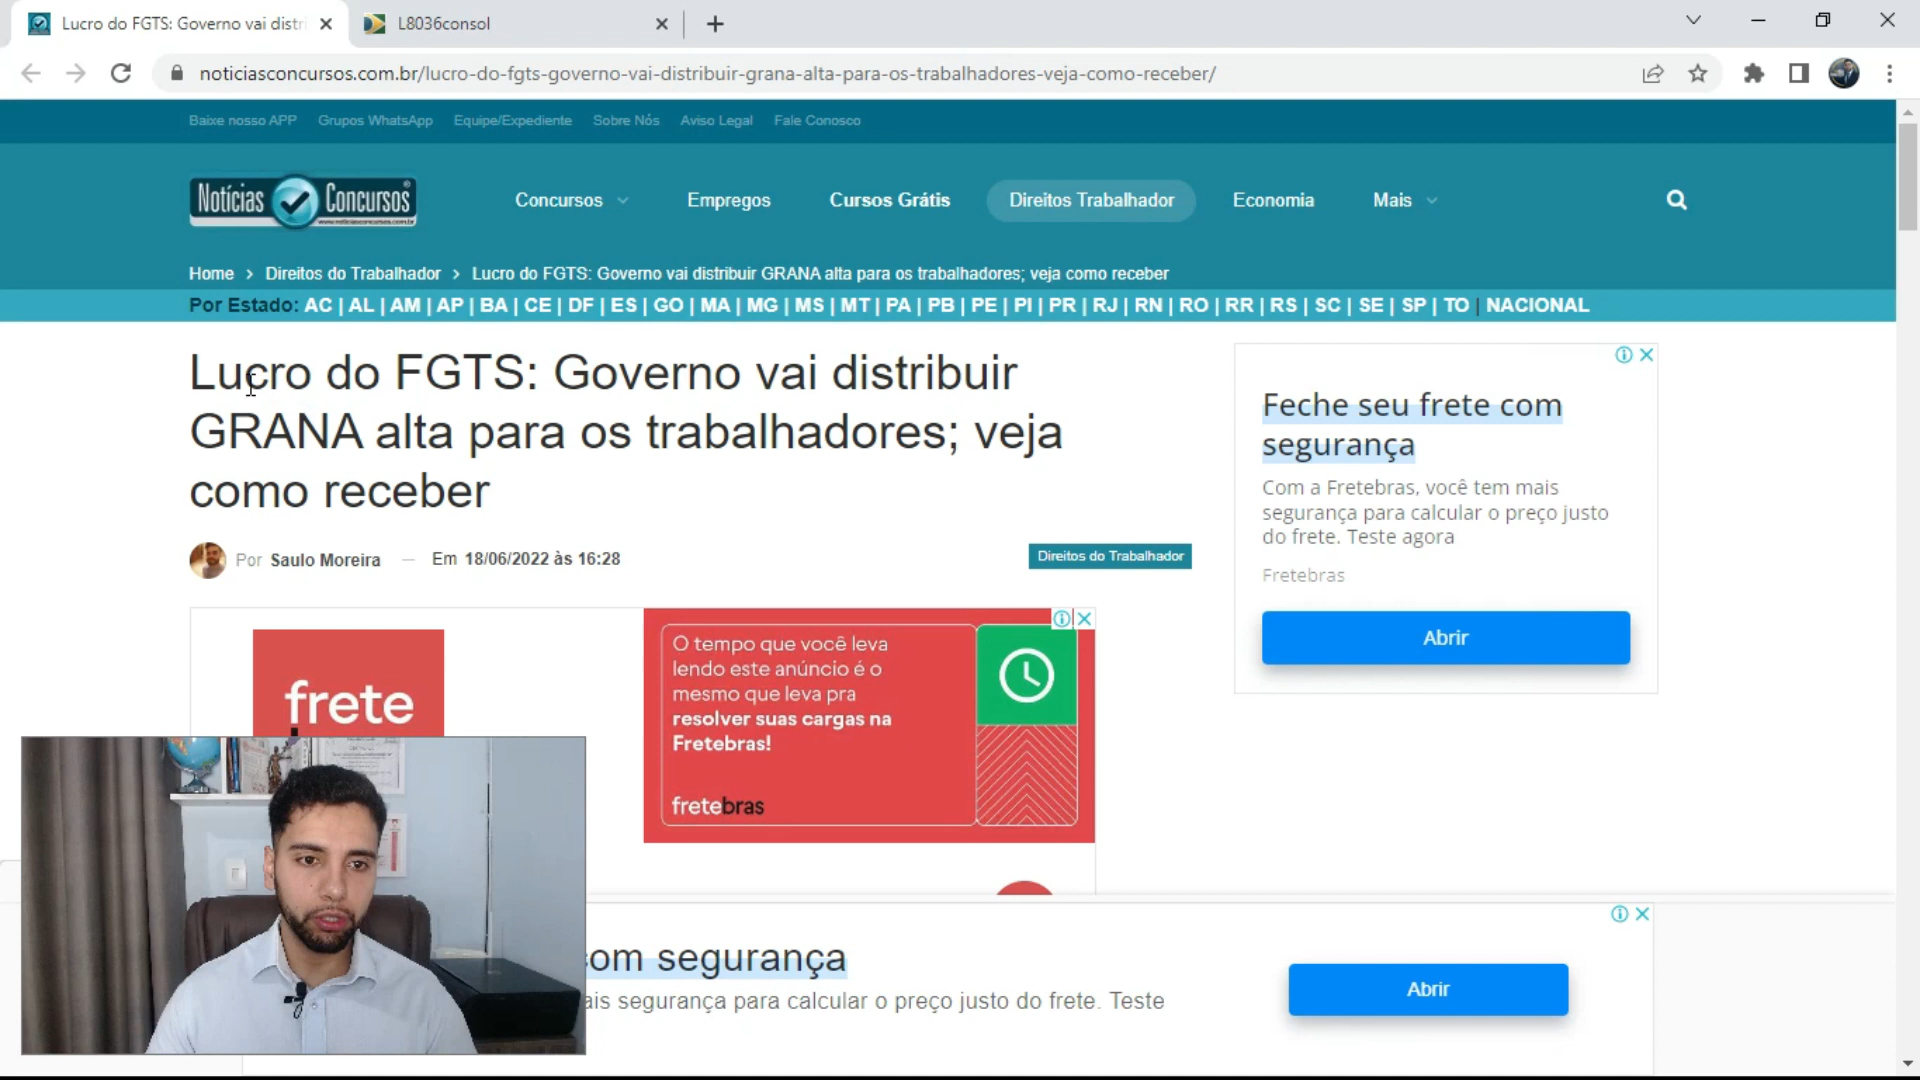 Lucro do FGTS: Governo vai distri
L8036consol
noticiasconcursos.com.br/lucro-do-fgts-governo-vai-distribuir-grana-alta-para-os-trabalhadores-veja-como-receber/
Baixe nosso APP Grupos WhatsApp Equipe/Expediente Sobre Nós Aviso Legal Fale Conosco
Notícias Concursos®
www.noticiasconcursos.com.br
Concursos Empregos Cursos Grátis Direitos Trabalhador Economia Mais
Home > Direitos do Trabalhador > Lucro do FGTS: Governo vai distribuir GRANA alta para os trabalhadores; veja como receber
Por Estado: AC | AL | AM | AP | BA | CE | DF | ES | GO | MA | MG | MS | MT | PA | PB | PE | PI | PR | RJ | RN | RO | RR | RS | SC | SE | SP | TO | NACIONAL
Lucro do FGTS: Governo vai distribuir
GRANA alta para os trabalhadores; veja
como receber
Por Saulo Moreira — Em 18/06/2022 às 16:28
Direitos do Trabalhador
Feche seu frete com
segurança
Com a Fretebras, você tem mais
segurança para calcular o preço justo
do frete. Teste agora
Fretebras
Abrir
frete
O tempo que você leva
lendo este anúncio é o
mesmo que leva pra
resolver suas cargas na
Fretebras!
fretebras
com segurança
ais segurança para calcular o preço justo do frete. Teste
Abrir